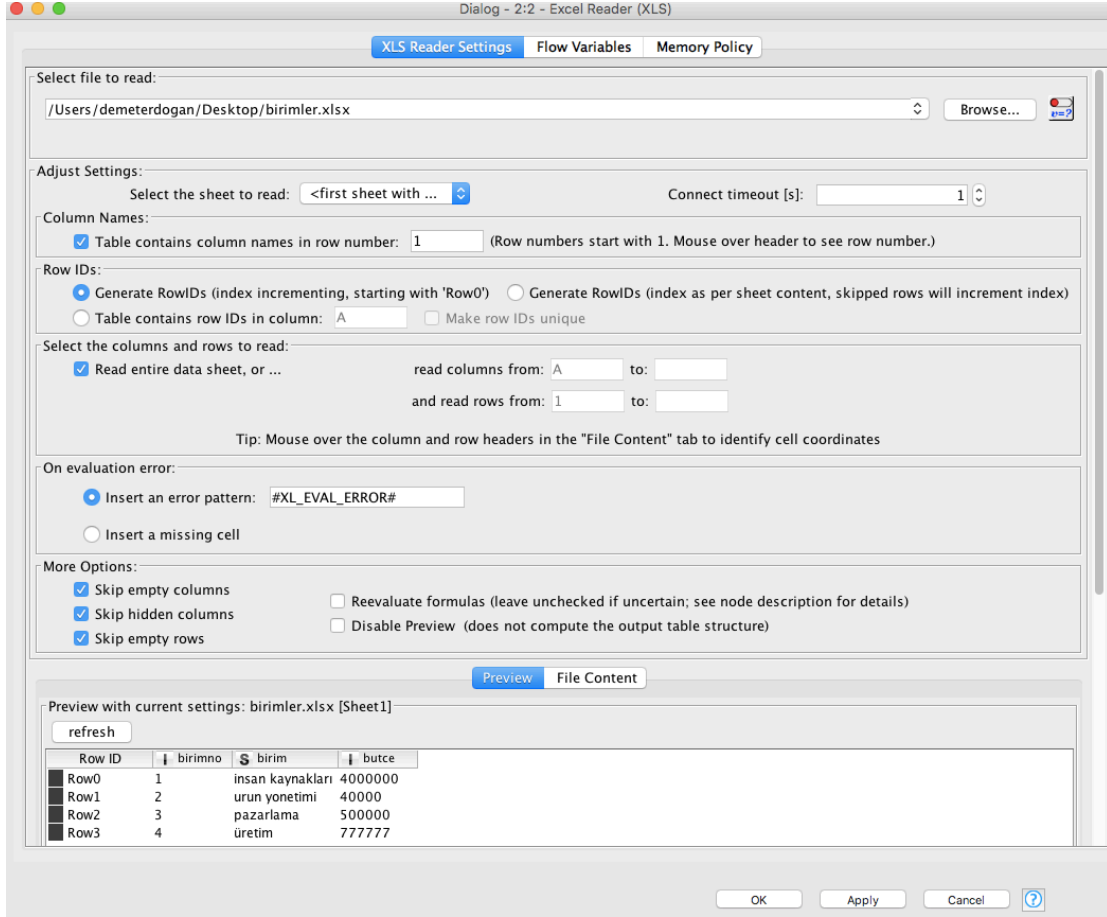 Dialog - 2:2 - Excel Reader (XLS)
XLS Reader Settings Flow Variables Memory Policy
Select file to read:
/Users/demeterdogan/Desktop/birimler.xlsx Browse... v=?
Adjust Settings:
Select the sheet to read: <first sheet with ... Connect timeout [s]: 1
Column Names:
Table contains column names in row number: 1 (Row numbers start with 1. Mouse over header to see row number.)
Row IDs:
Generate RowIDs (index incrementing, starting with 'Row0') Generate RowIDs (index as per sheet content, skipped rows will increment index)
Table contains row IDs in column: A Make row IDs unique
Select the columns and rows to read:
Read entire data sheet, or ... read columns from: A to:
and read rows from: 1 to:
Tip: Mouse over the column and row headers in the "File Content" tab to identify cell coordinates
On evaluation error:
Insert an error pattern: #XL_EVAL_ERROR#
Insert a missing cell
More Options:
Skip empty columns
Reevaluate formulas (leave unchecked if uncertain; see node description for details)
Skip hidden columns
Disable Preview (does not compute the output table structure)
Skip empty rows
Preview File Content
Preview with current settings: birimler.xlsx [Sheet1]
refresh
Row ID I birimno S birim I butce
Row0 1 insan kaynakları 4000000
Row1 2 urun yonetimi 40000
Row2 3 pazarlama 500000
Row3 4 üretim 777777
OK Apply Cancel ?